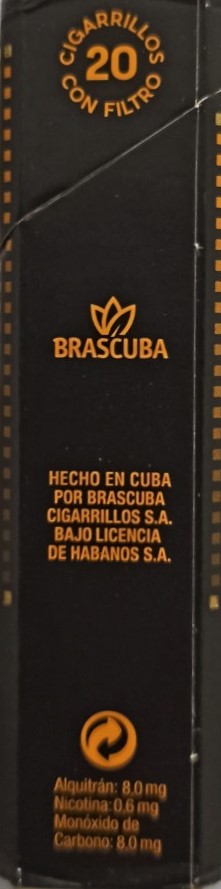 CIGARRILLOS
20
CON FILTRO
BRASCUBA
HECHO EN CUBA
POR BRASCUBA
CIGARRILLOS S.A.
BAJO LICENCIA
DE HABANOS S.A.
Alquitrán: 8.0 mg
Nicotina: 0.6 mg
Monóxido de
Carbono: 8.0 mg